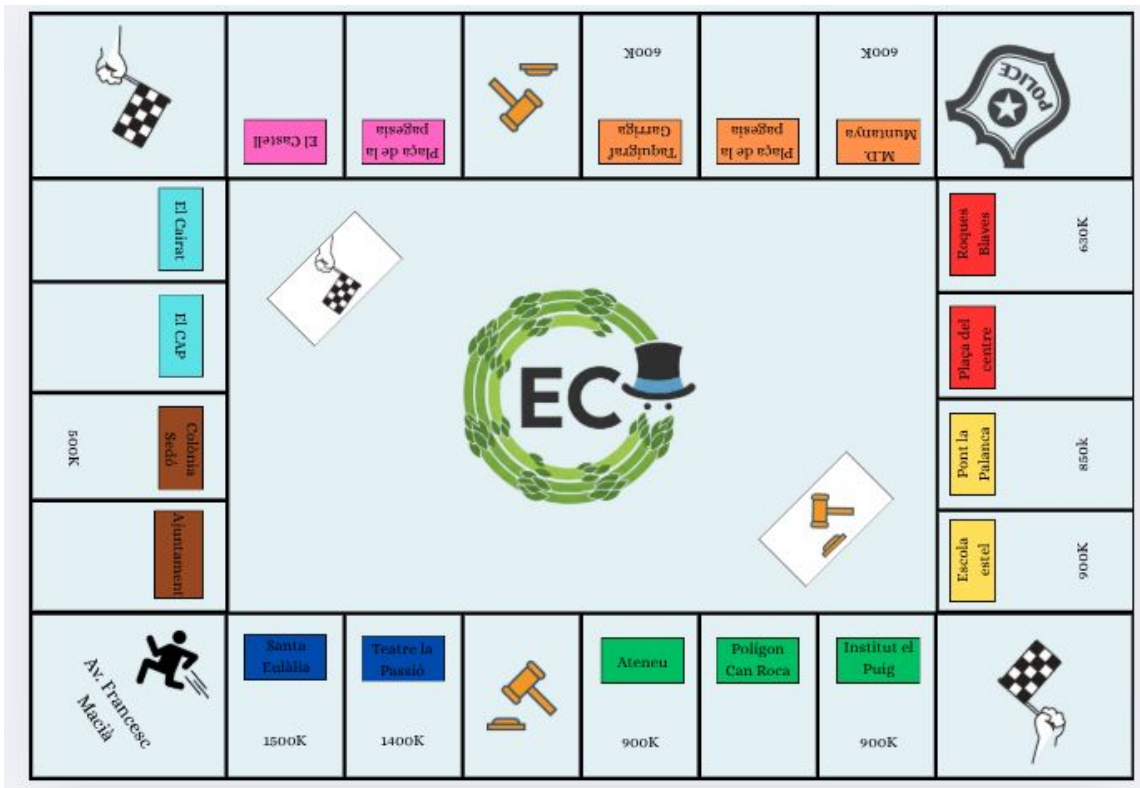 600K
600K
El Castell
Plaça de la
pagesia
Taquígraf
Garriga
Plaça de la
pagesia
M.D.
Muntanya
POLICE
El Cairat
El CAP
Colònia
Sedó
500K
Ajuntament
EC
Roques
Blaves
630K
Plaça del
centre
Pont la
Palanca
850k
Escola
estel
900K
Av. Francesc
Macià
Santa
Eulàlia
1500K
Teatre la
Passió
1400K
Ateneu
900K
Polígon
Can Roca
Institut el
Puig
900K